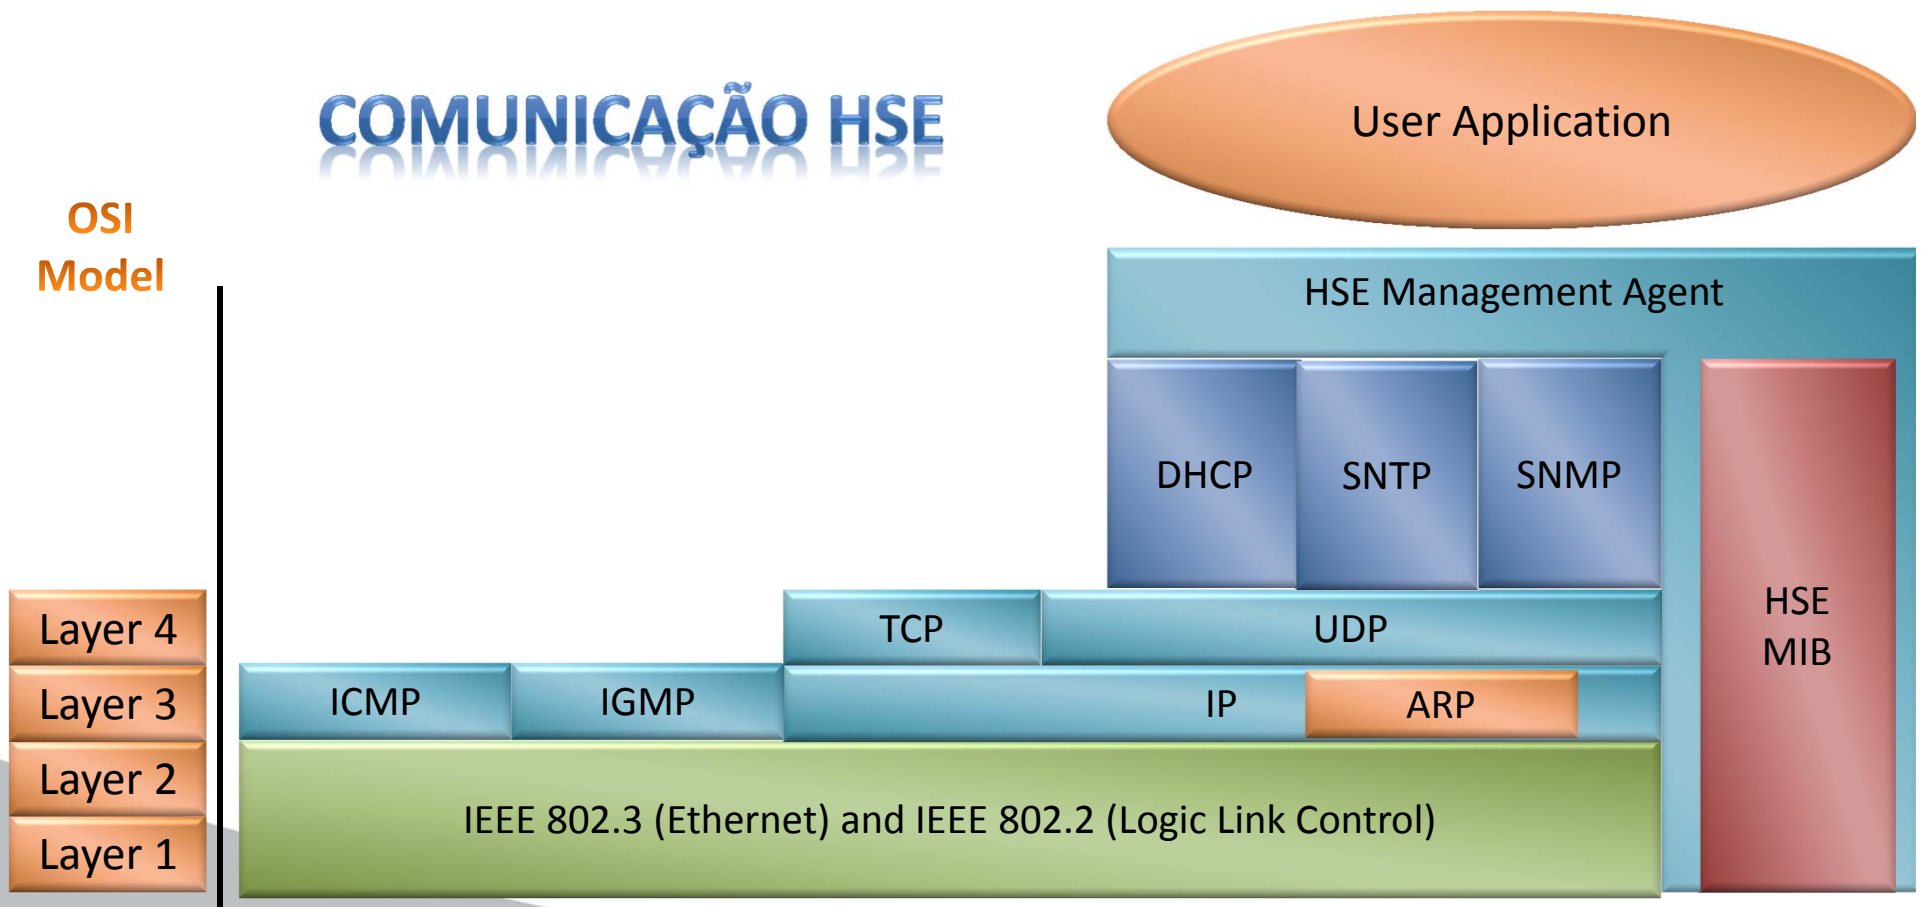 COMUNICAÇÃO HSE
User Application
OSI
Model
HSE Management Agent
DHCP
SNTP
SNMP
HSE
MIB
Layer 4
TCP
UDP
Layer 3
ICMP
IGMP
IP
ARP
Layer 2
IEEE 802.3 (Ethernet) and IEEE 802.2 (Logic Link Control)
Layer 1